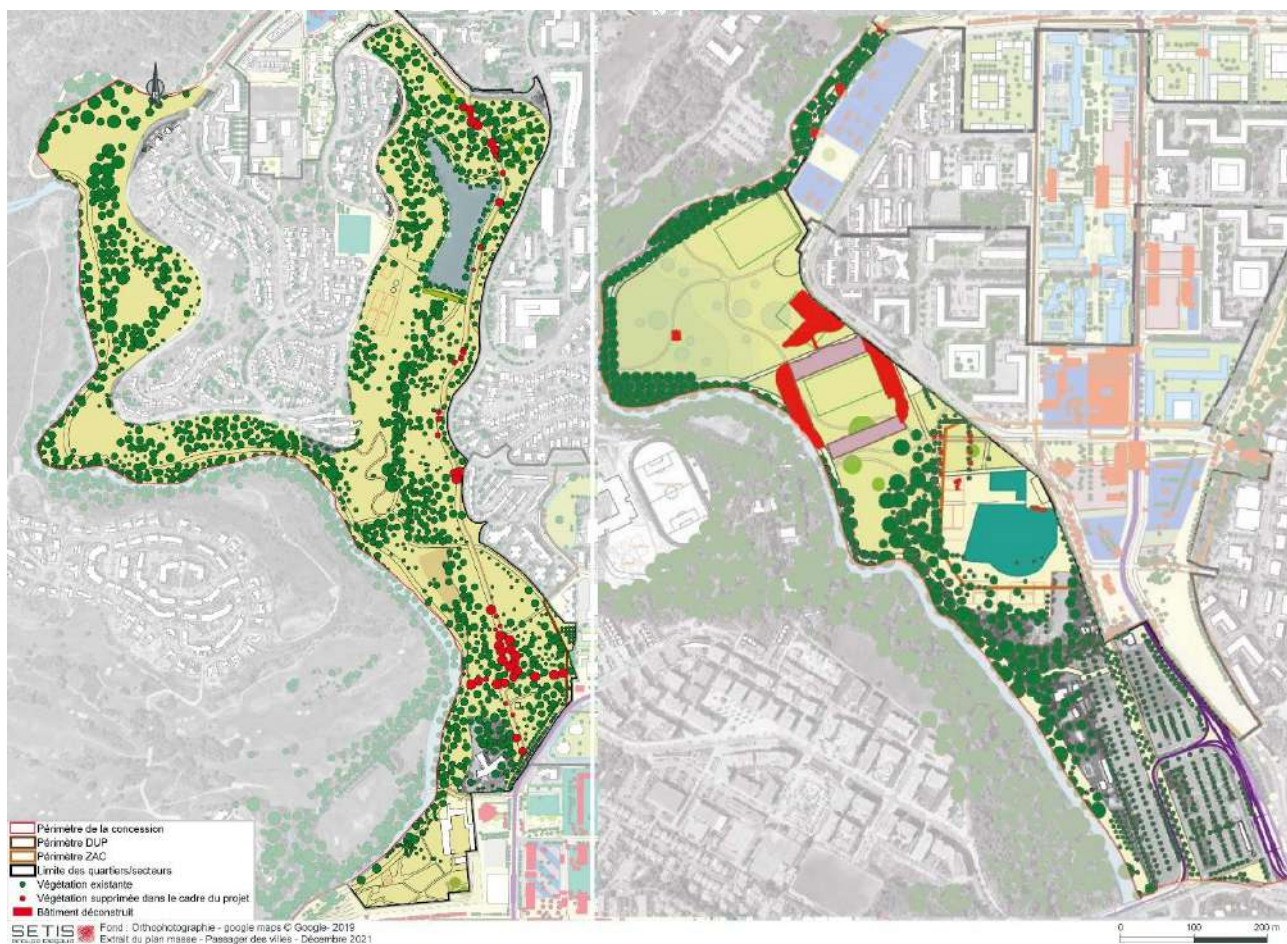 Périmètre de la concession
Périmètre DUP
Périmètre ZAC
Limite des quartiers/secteurs
Végétation existante
Végétation supprimée dans le cadre du projet
Bâtiment déconstruit
SETIS
Fond : Orthophotographie - google maps © Google- 2019
Extrait du plan masse - Passager des villes - Décembre 2021
0 100 200 m